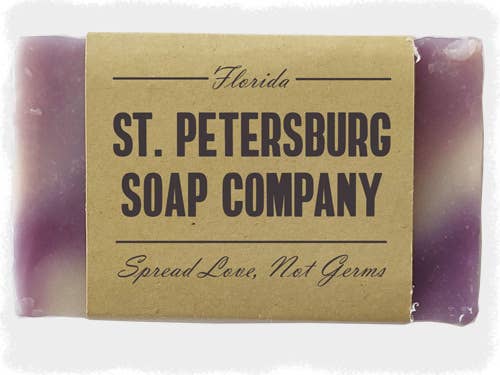 Florida
ST. PETERSBURG
SOAP COMPANY
Spread Love, Not Germs